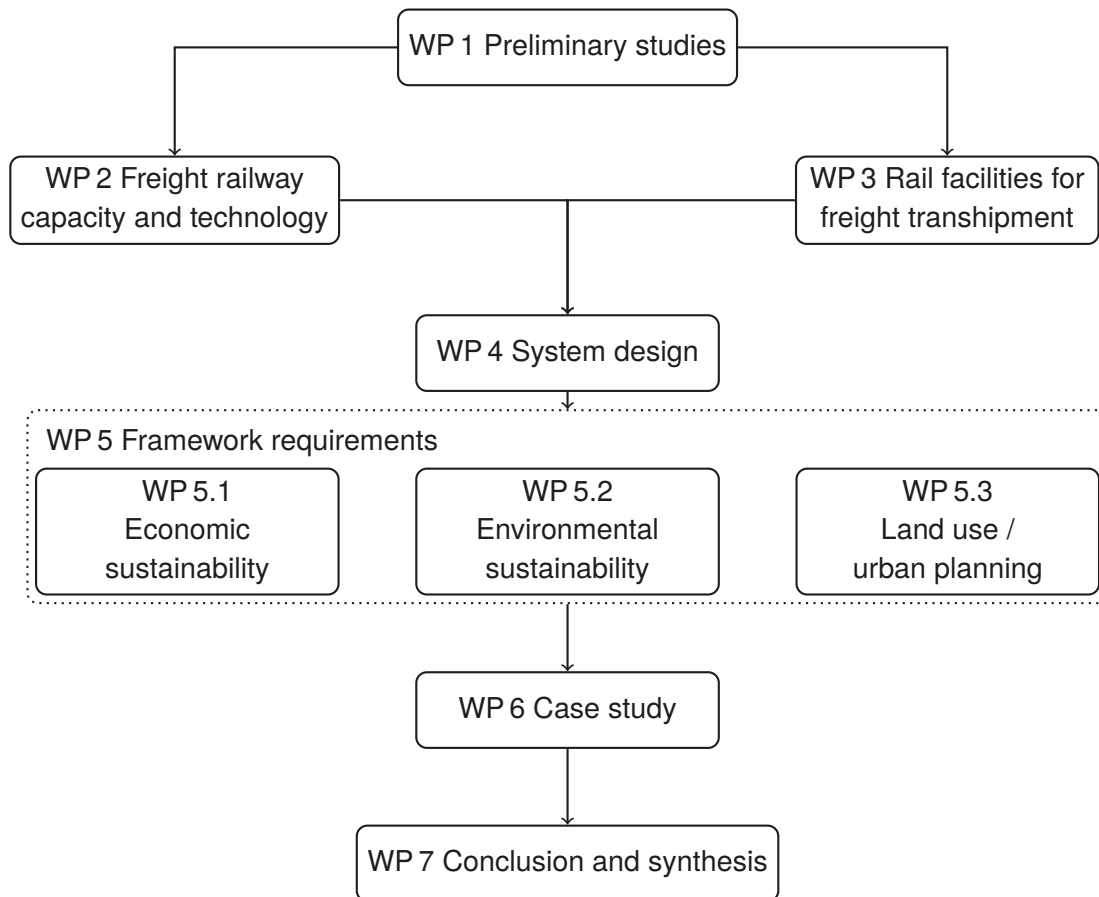 WP 1 Preliminary studies
WP 2 Freight railway
capacity and technology
WP 3 Rail facilities for
freight transhipment
WP 4 System design
WP 5 Framework requirements
WP 5.1
Economic
sustainability
WP 5.2
Environmental
sustainability
WP 5.3
Land use /
urban planning
WP 6 Case study
WP 7 Conclusion and synthesis